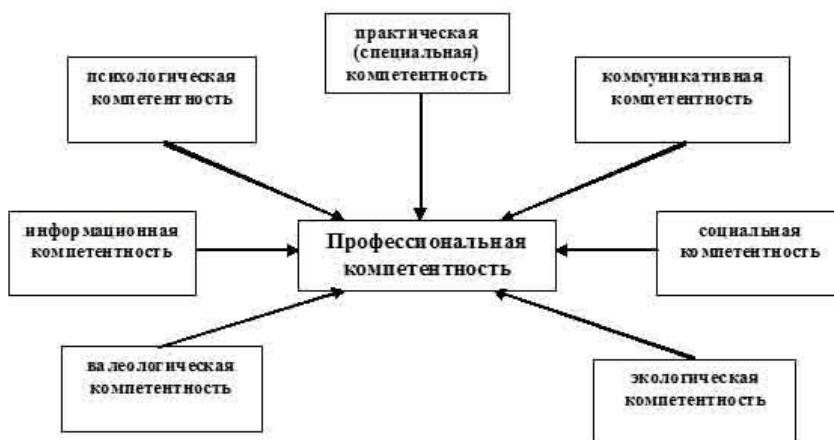 практическая
(специальная)
компетентность
психологическая
компетентность
коммуникативная
компетентность
информационная
компетентность
Профессиональная
компетентность
социальная
компетентность
валеологическая
компетентность
экологическая
компетентность